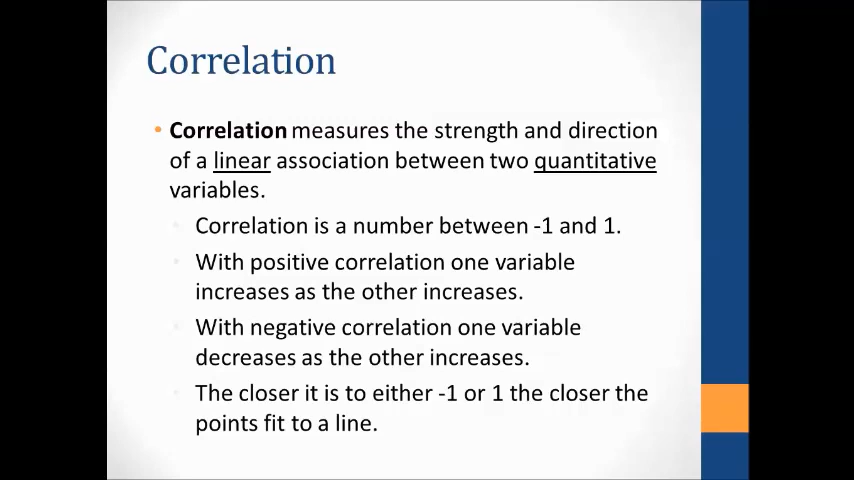 Correlation
• Correlation measures the strength and direction
of a linear association between two quantitative
variables.
• Correlation is a number between -1 and 1.
• With positive correlation one variable
increases as the other increases.
• With negative correlation one variable
decreases as the other increases.
• The closer it is to either -1 or 1 the closer the
points fit to a line.